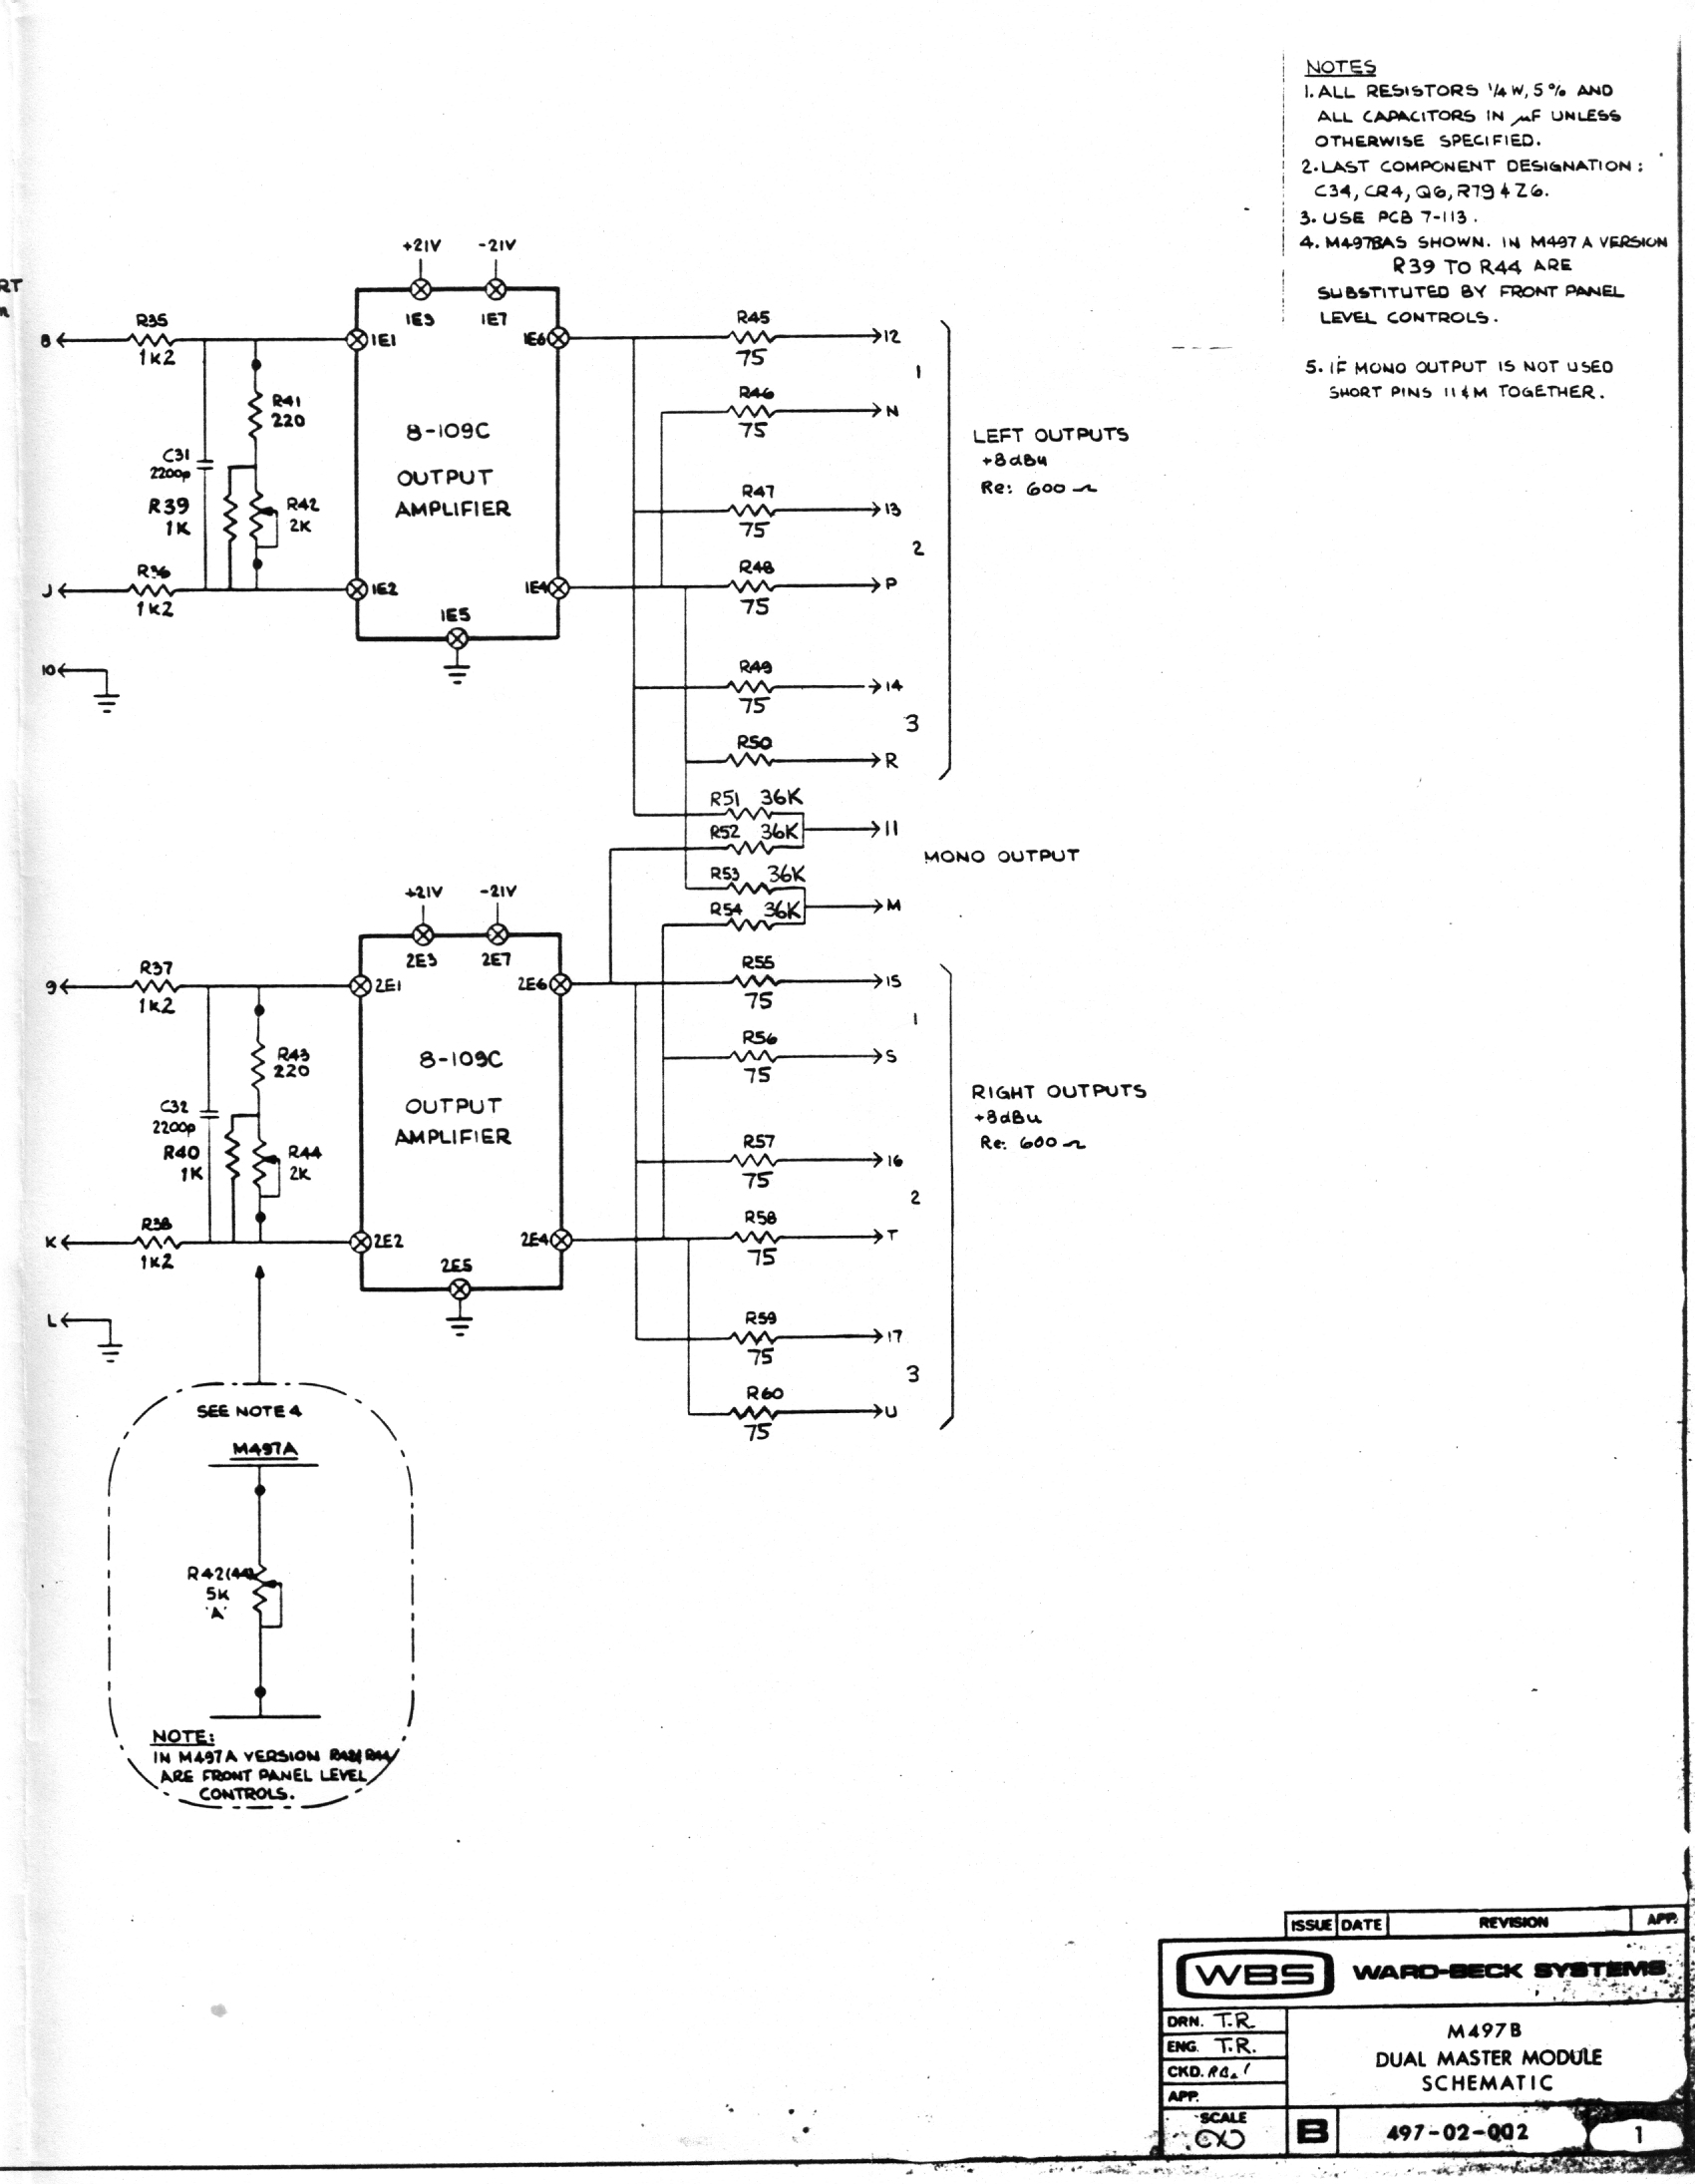 NOTES
1. ALL RESISTORS ¼ W, 5% AND
ALL CAPACITORS IN µF UNLESS
OTHERWISE SPECIFIED.
2. LAST COMPONENT DESIGNATION:
C34, CR4, Q6, R79 & Z6.
3. USE PCB 7-113.
4. M497B AS SHOWN. IN M497 A VERSION
R39 TO R44 ARE
SUBSTITUTED BY FRONT PANEL
LEVEL CONTROLS.
5. IF MONO OUTPUT IS NOT USED
SHORT PINS 11 & M TOGETHER.
+21V -21V
1E3 1E7
8 R35 1K2
1E1 1E6
R41 220
C31 2200p
R39 1K
R42 2K
J R36 1K2
1E2 1E4
1E5
10
8-109C
OUTPUT
AMPLIFIER
R45 75 12
1
R46 75 N
R47 75 13
2
R48 75 P
R49 75 14
3
R50 R
LEFT OUTPUTS
+8dBu
Re: 600Ω
R51 36K
11
R52 36K
MONO OUTPUT
R53 36K
M
R54 36K
+21V -21V
2E3 2E7
9 R37 1K2
2E1 2E6
R43 220
C32 2200p
R40 1K
R44 2K
K R38 1K2
2E2 2E4
2E5
L
8-109C
OUTPUT
AMPLIFIER
R55 75 15
1
R56 75 S
R57 75 16
2
R58 75 T
R59 75 17
3
R60 75 U
RIGHT OUTPUTS
+8dBu
Re: 600Ω
SEE NOTE 4
M497A
R42(44)
5K
'A'
NOTE:
IN M497A VERSION R42/R44
ARE FRONT PANEL LEVEL
CONTROLS.
ISSUE DATE REVISION APP.
WBS WARD-BECK SYSTEMS
DRN. T.R.
ENG. T.R.
CKD.
APP.
M497B
DUAL MASTER MODULE
SCHEMATIC
SCALE
B 497-02-002 1